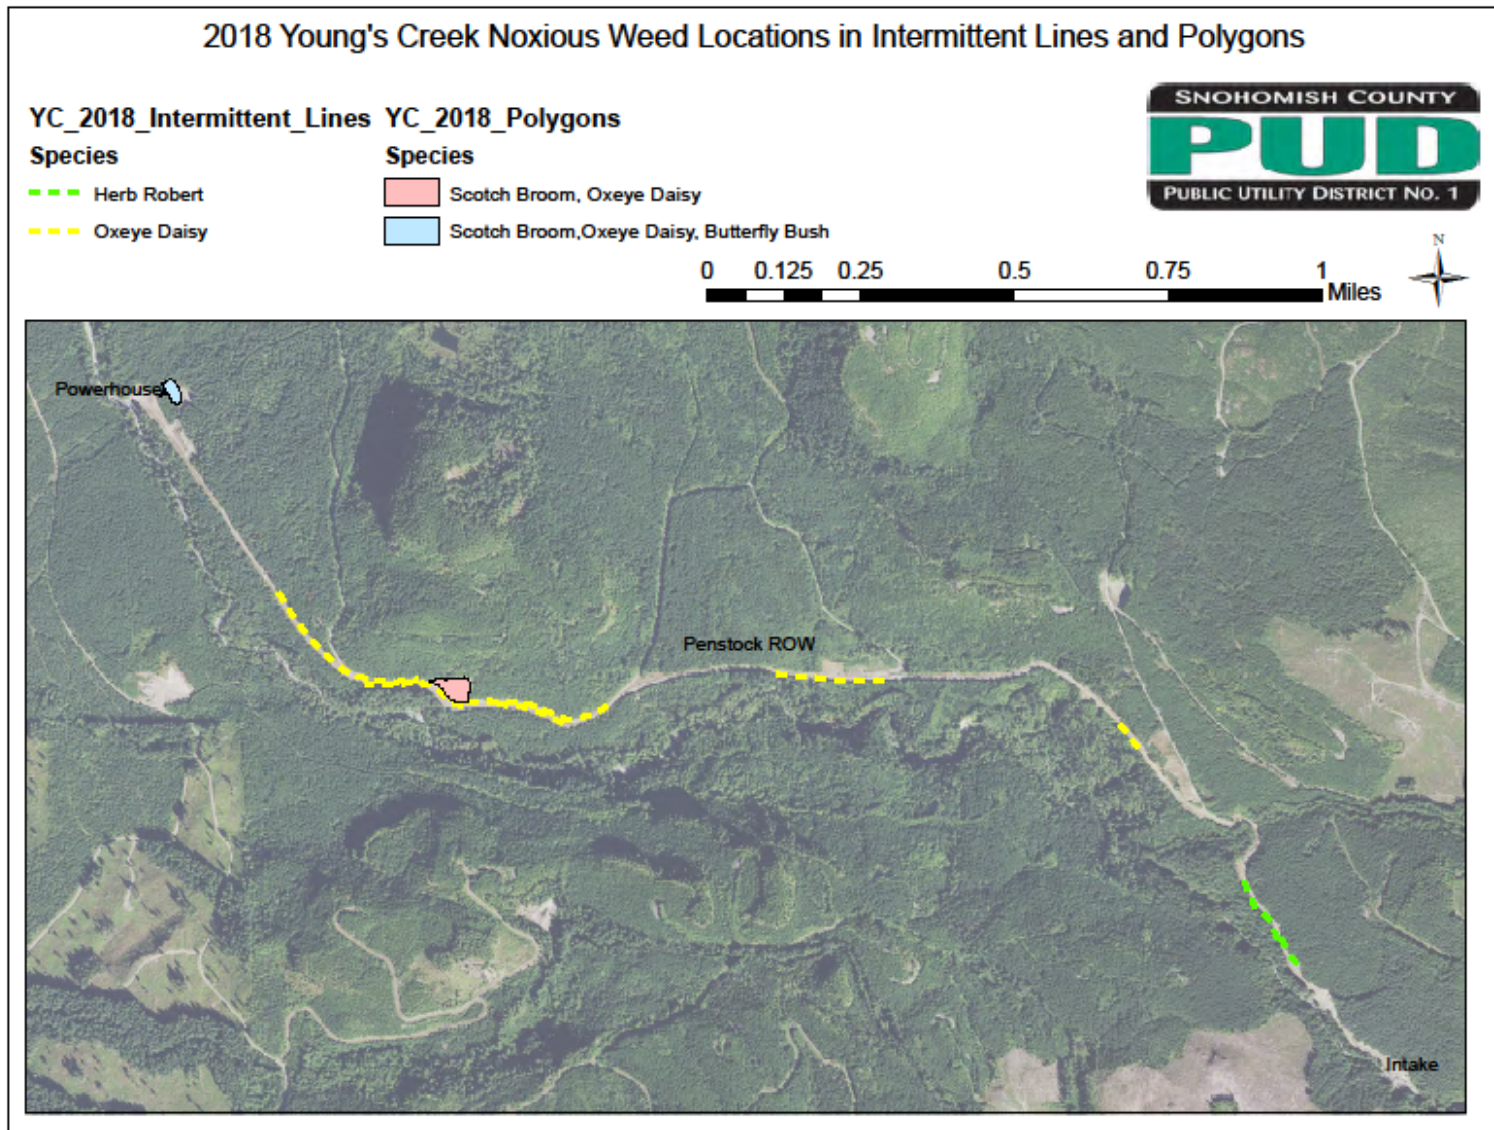 2018 Young's Creek Noxious Weed Locations in Intermittent Lines and Polygons
YC_2018_Intermittent_Lines
Species
Herb Robert
Oxeye Daisy
YC_2018_Polygons
Species
Scotch Broom, Oxeye Daisy
Scotch Broom,Oxeye Daisy, Butterfly Bush
SNOHOMISH COUNTY
PUD
PUBLIC UTILITY DISTRICT NO. 1
N
0 0.125 0.25 0.5 0.75 1
Miles
Powerhouse
Penstock ROW
Intake